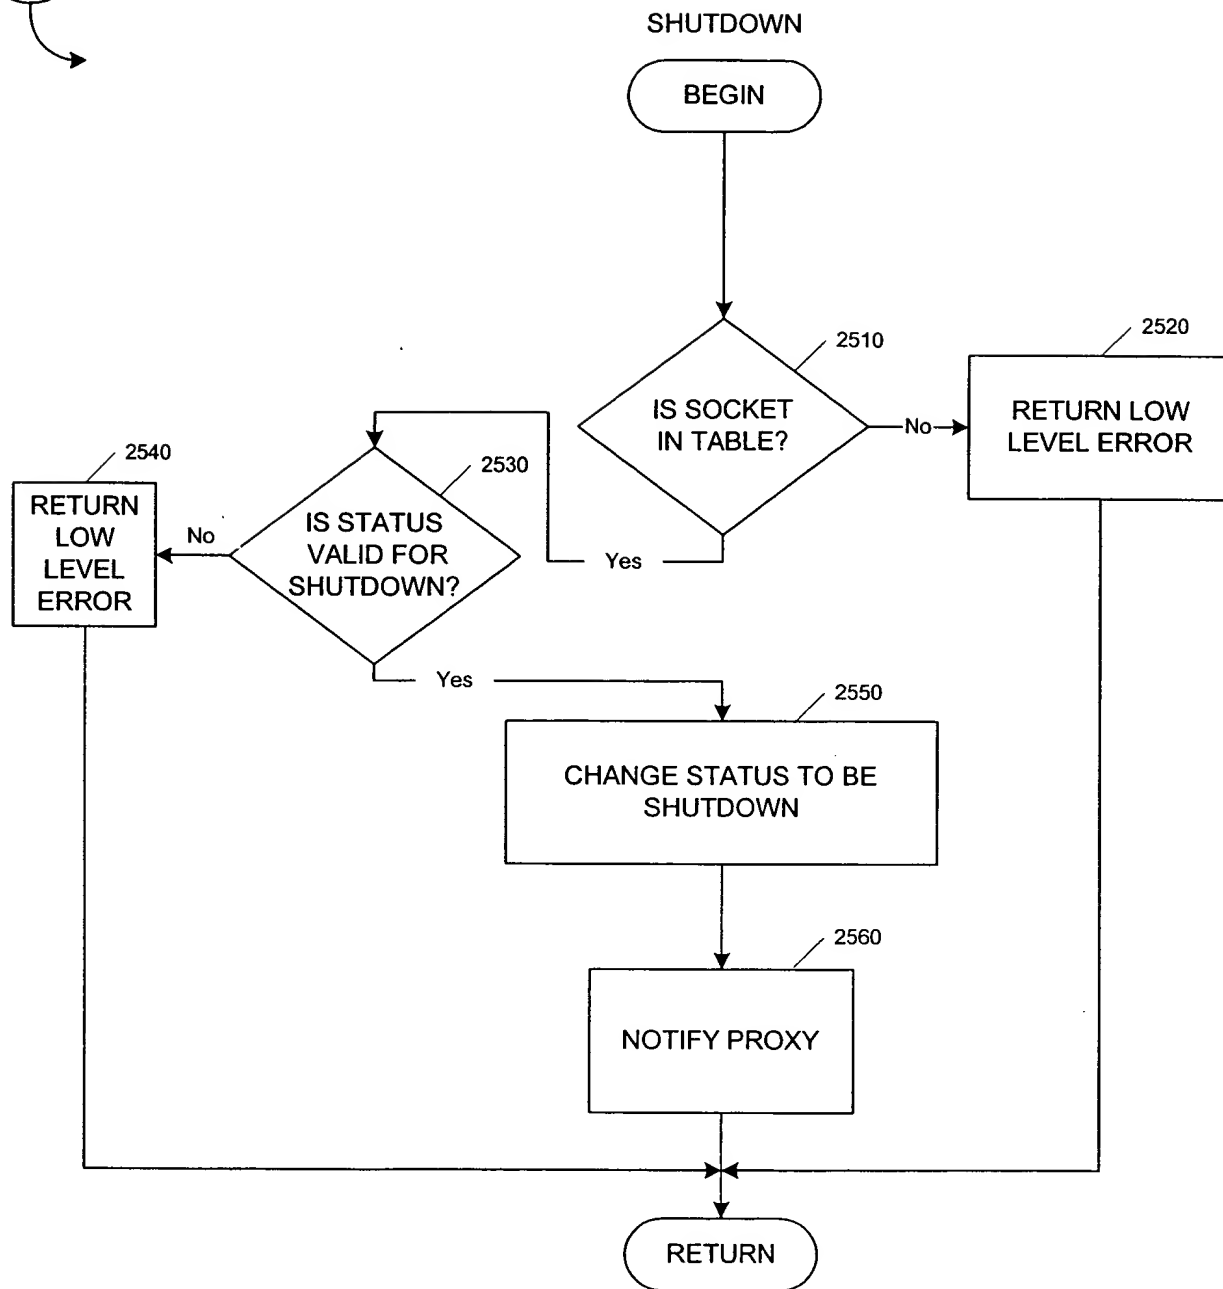 SHUTDOWN
BEGIN
2510
IS SOCKET
IN TABLE?
No
2520
RETURN LOW
LEVEL ERROR
Yes
2530
IS STATUS
VALID FOR
SHUTDOWN?
No
2540
RETURN
LOW
LEVEL
ERROR
Yes
2550
CHANGE STATUS TO BE
SHUTDOWN
2560
NOTIFY PROXY
RETURN